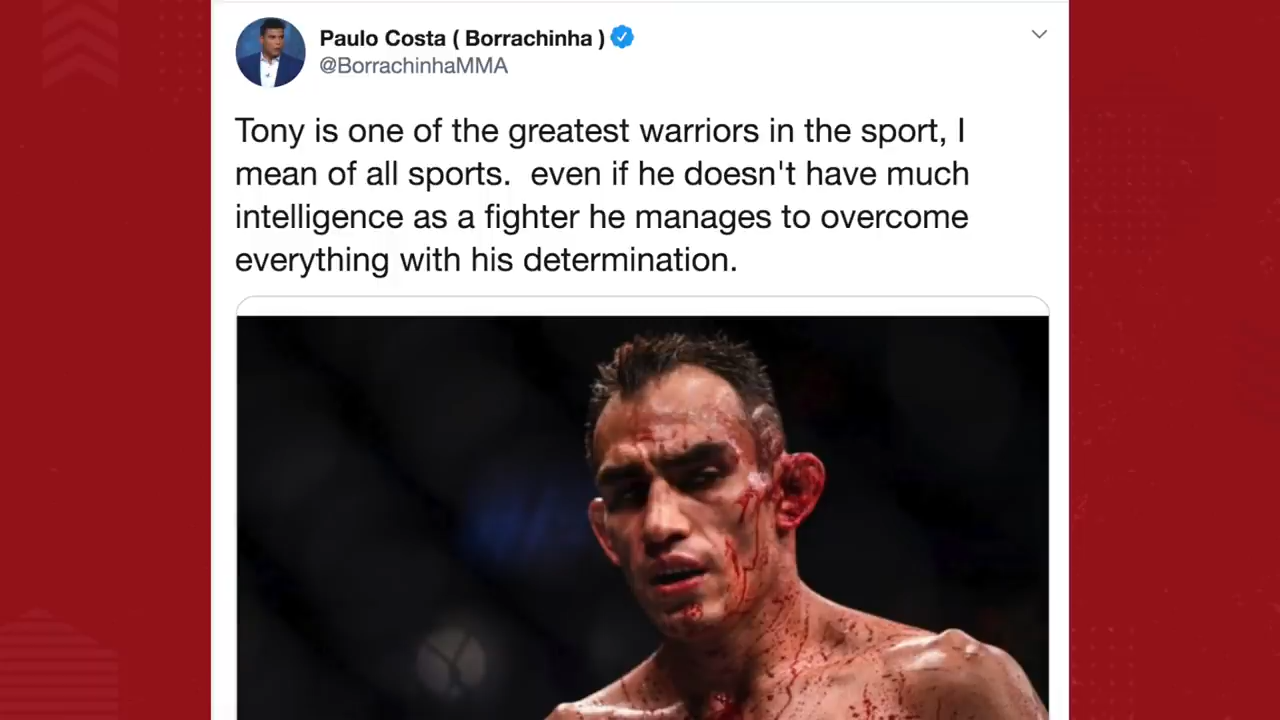 Paulo Costa ( Borrachinha )
@BorrachinhaMMA
Tony is one of the greatest warriors in the sport, I
mean of all sports.  even if he doesn't have much
intelligence as a fighter he manages to overcome
everything with his determination.